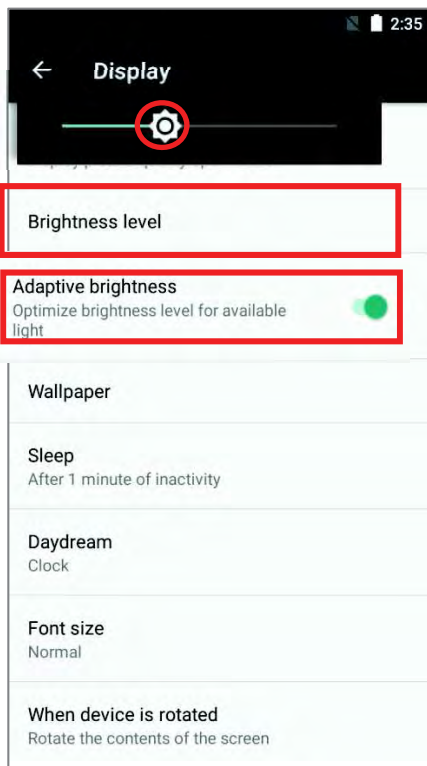 2:35
Display
Brightness level
Adaptive brightness
Optimize brightness level for available
light
Wallpaper
Sleep
After 1 minute of inactivity
Daydream
Clock
Font size
Normal
When device is rotated
Rotate the contents of the screen